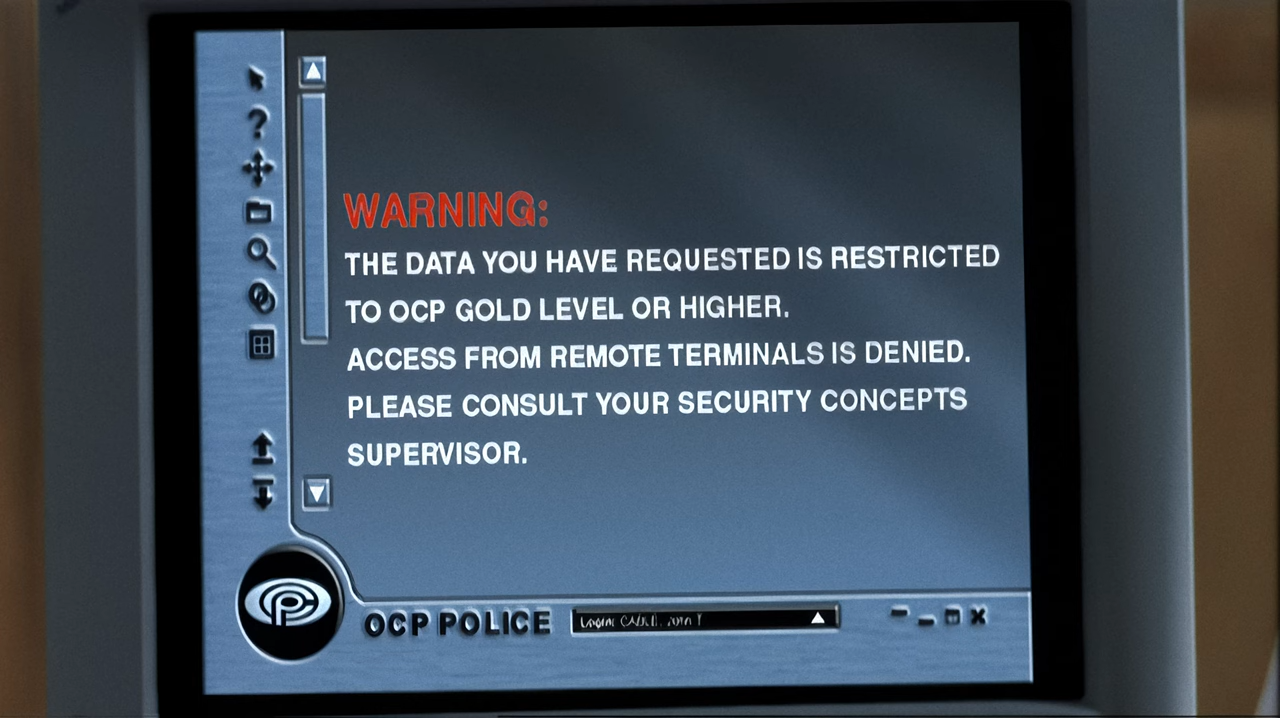 WARNING:
THE DATA YOU HAVE REQUESTED IS RESTRICTED
TO OCP GOLD LEVEL OR HIGHER.
ACCESS FROM REMOTE TERMINALS IS DENIED.
PLEASE CONSULT YOUR SECURITY CONCEPTS
SUPERVISOR.
OCP
OCP POLICE